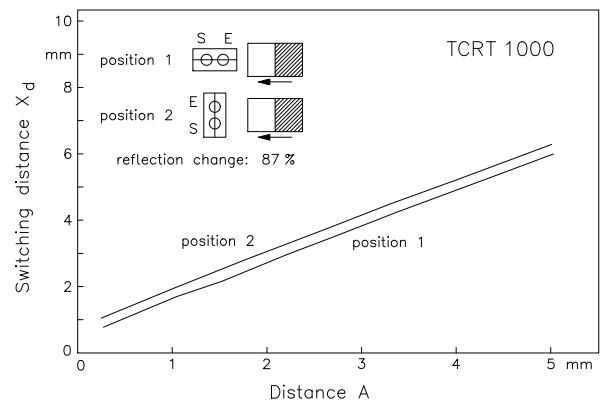 10
mm
8
6
4
2
0
Switching distance X d
S E
position 1
E
position 2
S
reflection change: 87 %
TCRT 1000
position 2
position 1
0 1 2 3 4 5 mm
Distance A